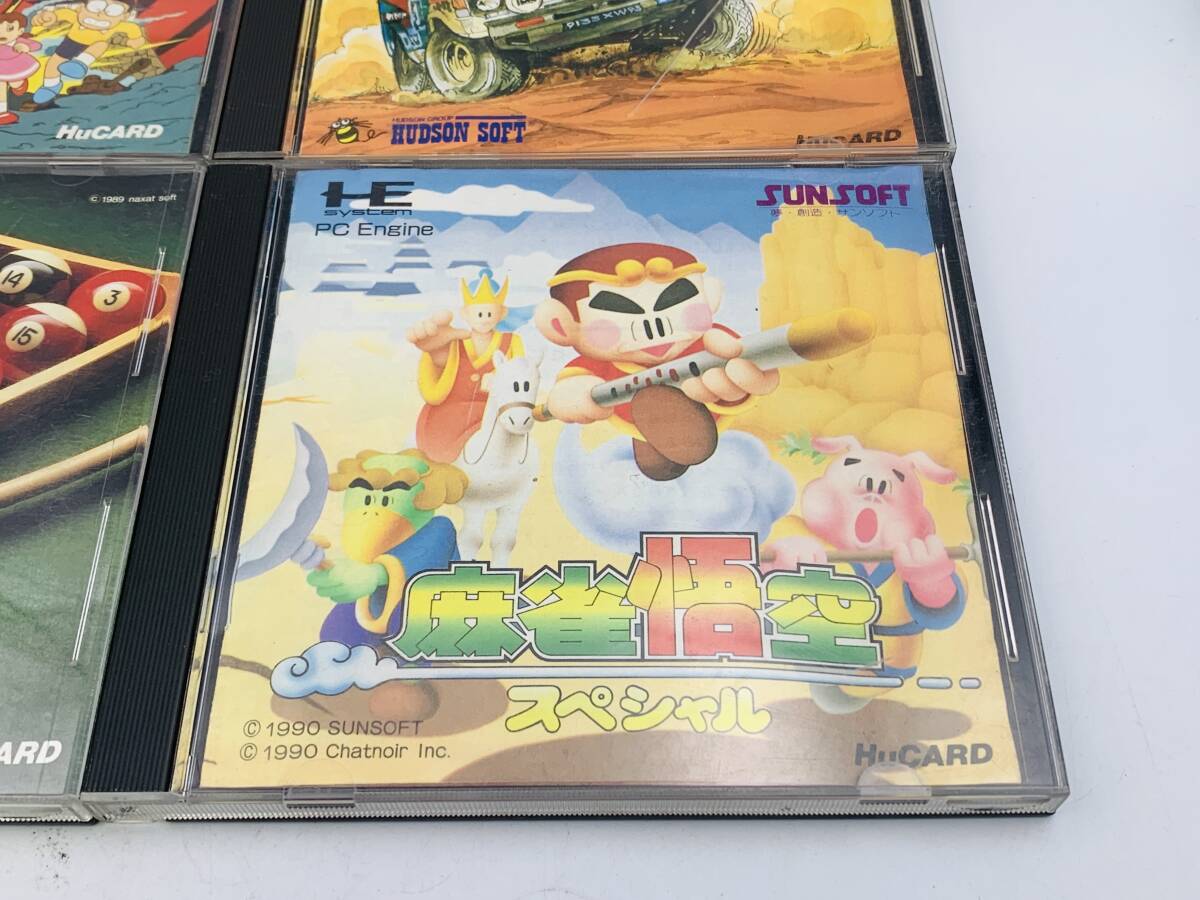 HuCARD
9135 XW93
HUDSON GROUP
HUDSON SOFT
HuCARD
© 1989 naxat soft
14
3
15
ARD
HE
system
PC Engine
SUNSOFT
夢・創造・サンソフト
麻雀悟空
スペシャル
© 1990 SUNSOFT
© 1990 Chatnoir Inc.
HuCARD